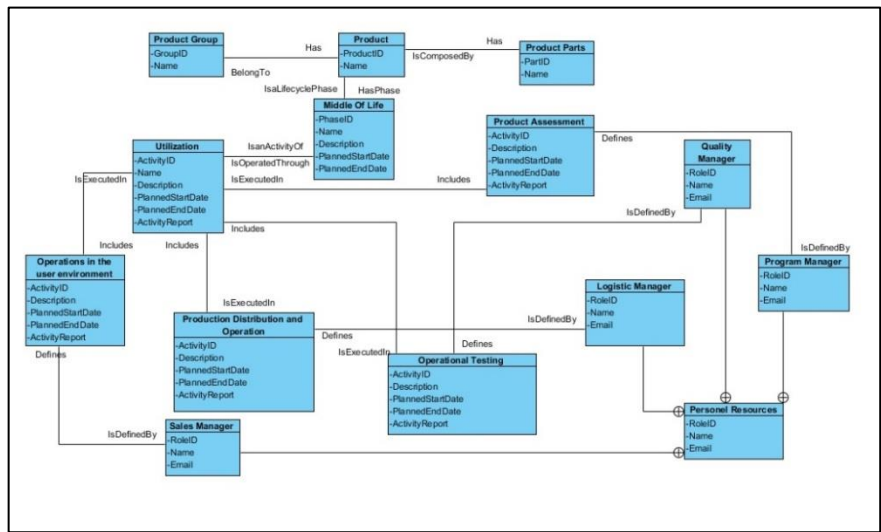 Product Group
-GroupID
-Name
Has
BelongTo
Product
-ProductID
-Name
Has
IsComposedBy
Product Parts
-PartID
-Name
IsaLifecyclePhase
HasPhase
Middle Of Life
-PhaseID
-Name
-Description
-PlannedStartDate
-PlannedEndDate
Product Assessment
-ActivityID
-Description
-PlannedStartDate
-PlannedEndDate
-ActivityReport
Defines
Quality
Manager
-RoleID
-Name
-Email
Utilization
-ActivityID
-Name
-Description
-PlannedStartDate
-PlannedEndDate
-ActivityReport
IsanActivityOf
IsOperatedThrough
IsExecutedIn
Includes
IsExecutedIn
Includes
Includes
Includes
IsDefinedBy
IsDefinedBy
Operations in the
user environment
-ActivityID
-Description
-PlannedStartDate
-PlannedEndDate
-ActivityReport
Defines
IsExecutedIn
Production Distribution and
Operation
-ActivityID
-Description
-PlannedStartDate
-PlannedEndDate
-ActivityReport
Defines
IsExecutedIn
Defines
IsDefinedBy
Logistic Manager
-RoleID
-Name
-Email
Program Manager
-RoleID
-Name
-Email
Operational Testing
-ActivityID
-Description
-PlannedStartDate
-PlannedEndDate
-ActivityReport
IsDefinedBy
Sales Manager
-RoleID
-Name
-Email
Personel Resources
-RoleID
-Name
-Email